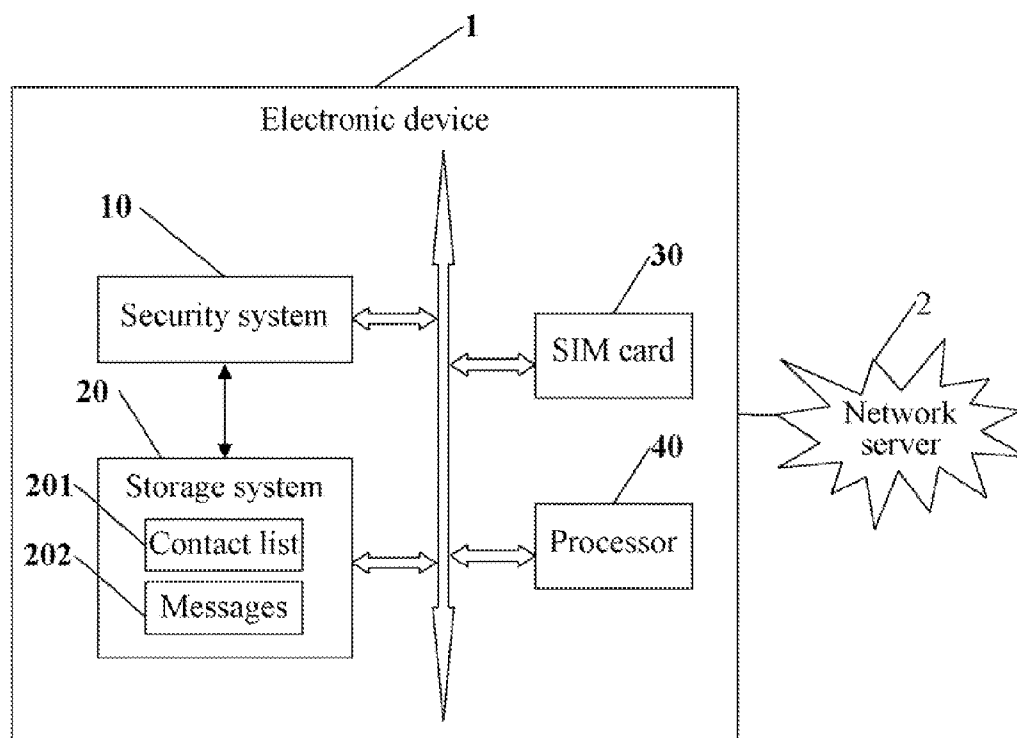 1
Electronic device
10
Security system
30
SIM card
2
Network
server
20
Storage system
201
Contact list
202
Messages
40
Processor